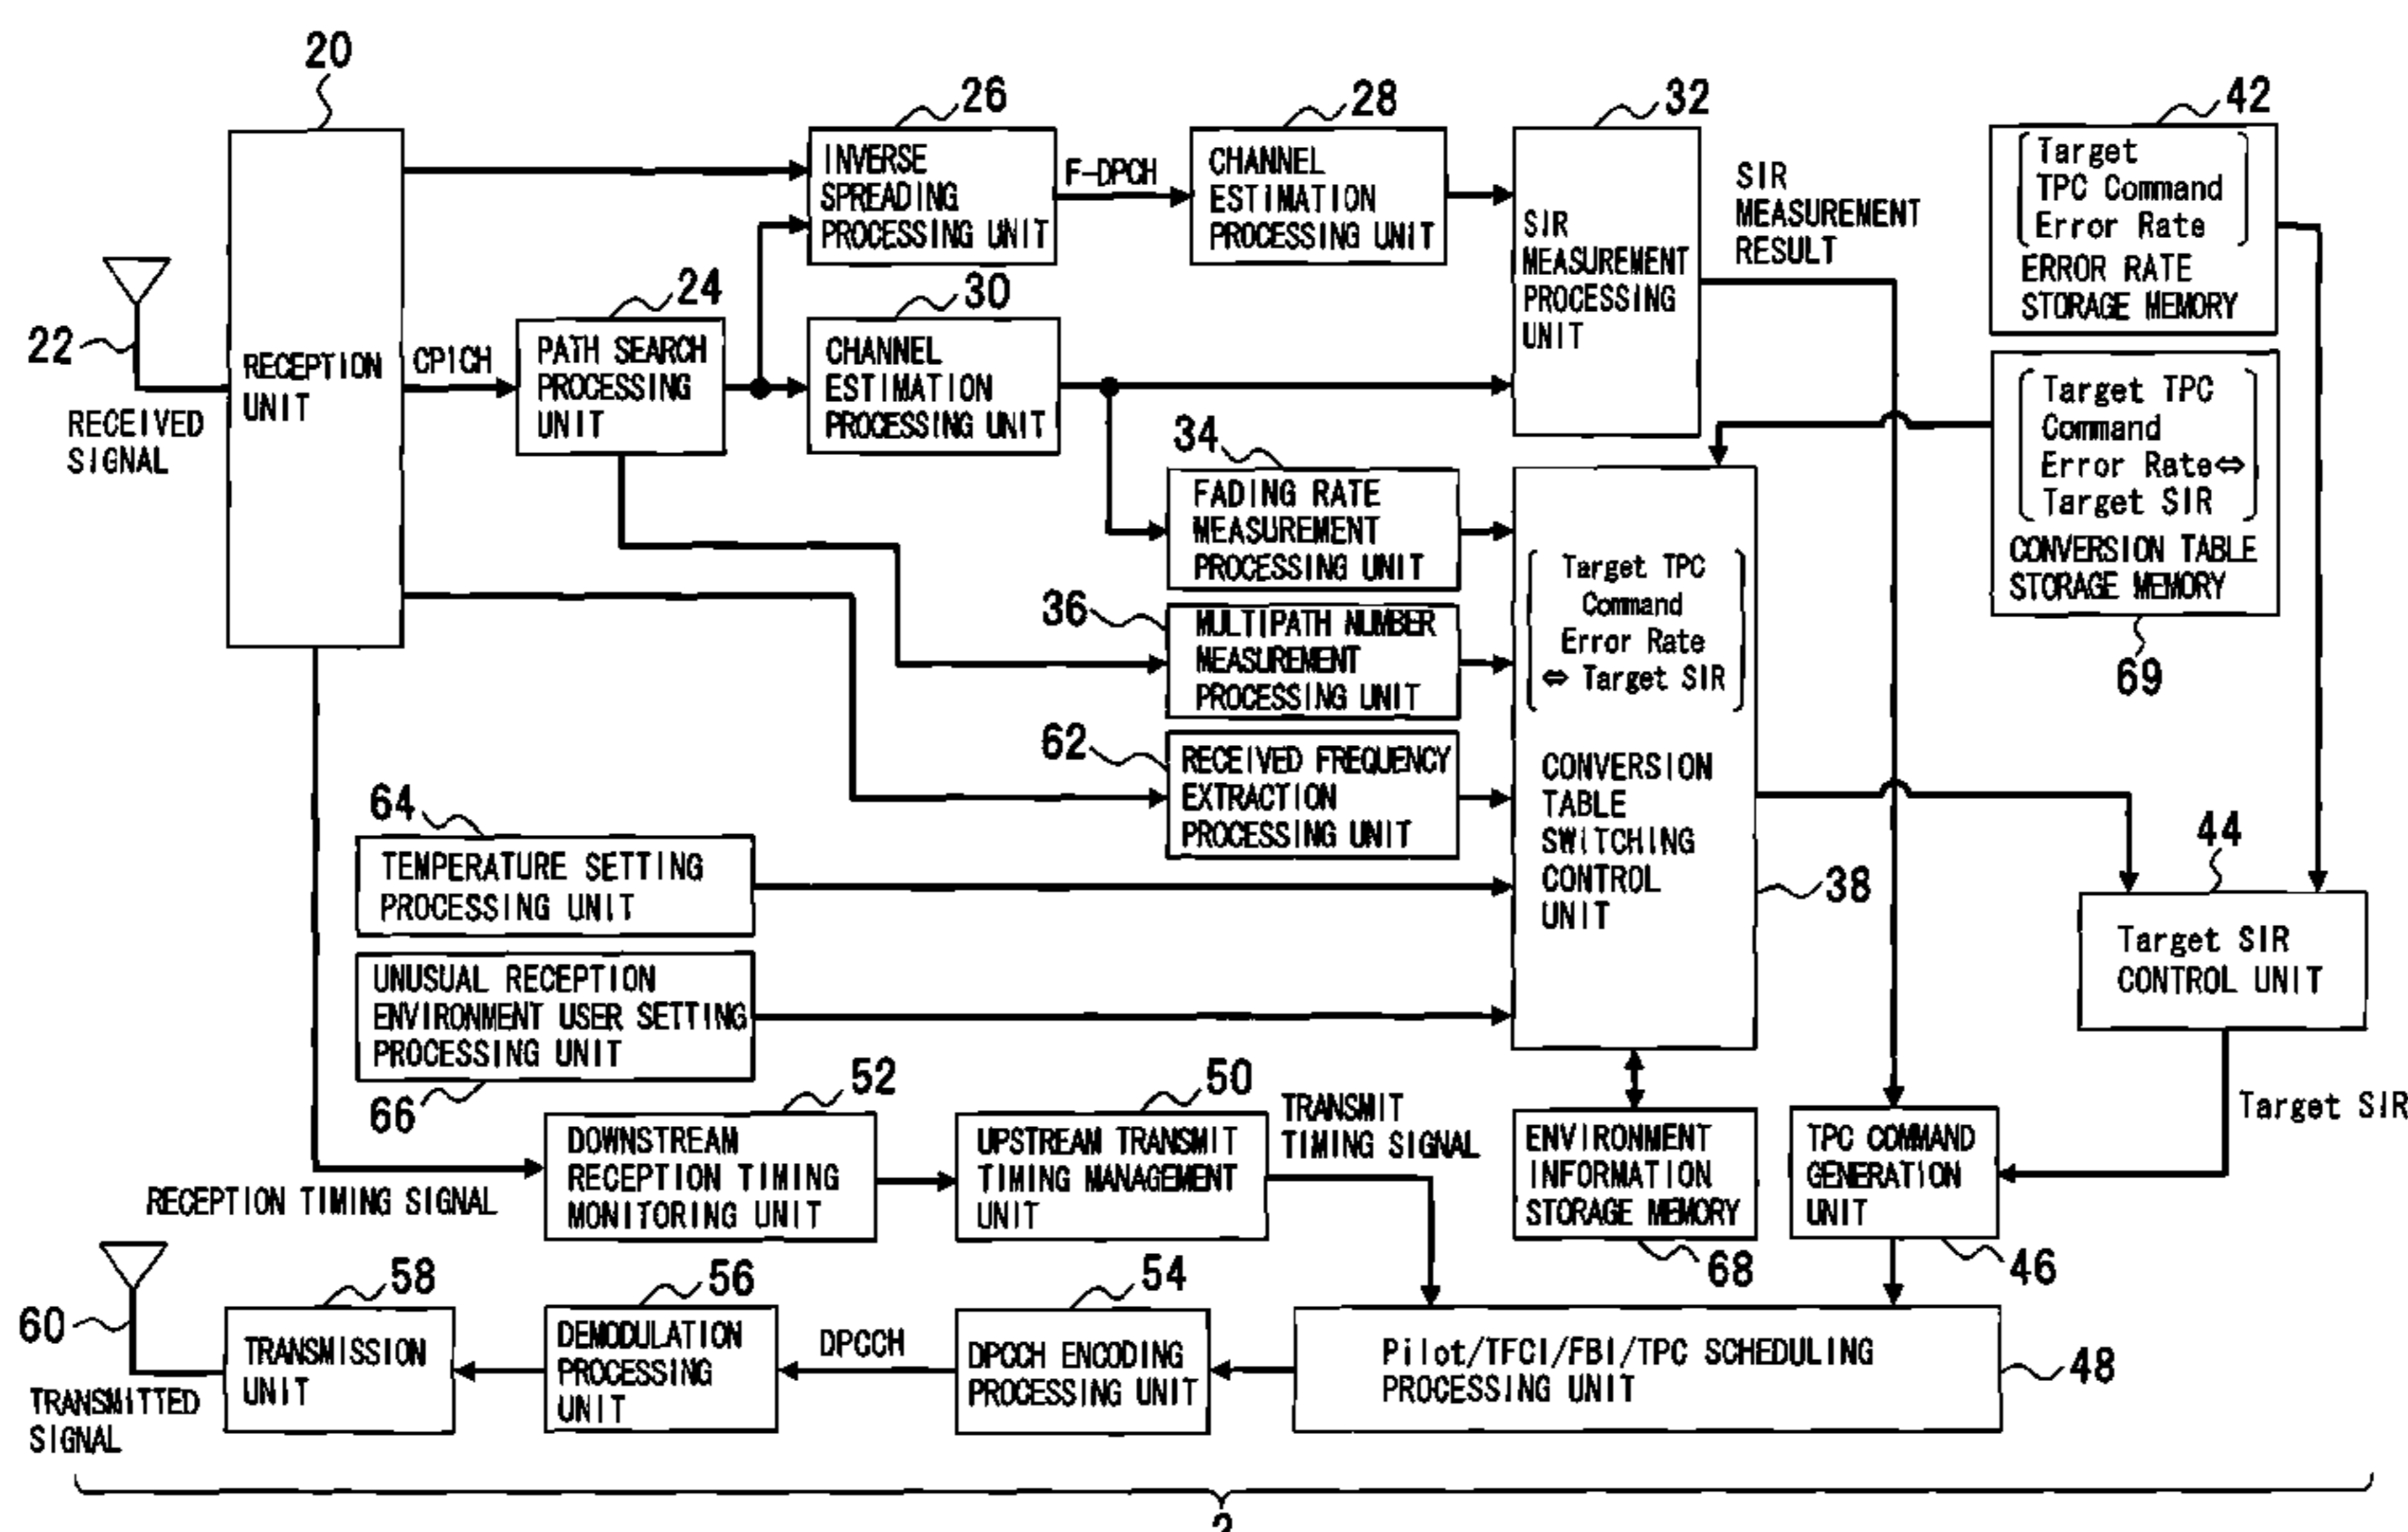 20
26
28
32
42
INVERSE
SPREADING
PROCESSING UNIT
F-DPCH
CHANNEL
ESTIMATION
PROCESSING UNIT
SIR
MEASUREMENT
PROCESSING
UNIT
SIR
MEASUREMENT
RESULT
Target
TPC Command
Error Rate
ERROR RATE
STORAGE MEMORY
22
RECEIVED
SIGNAL
RECEPTION
UNIT
CPICH
24
PATH SEARCH
PROCESSING
UNIT
30
CHANNEL
ESTIMATION
PROCESSING UNIT
Target TPC
Command
Error Rate⇔
Target SIR
CONVERSION TABLE
STORAGE MEMORY
69
34
FADING RATE
MEASUREMENT
PROCESSING UNIT
36
MULTIPATH NUMBER
MEASUREMENT
PROCESSING UNIT
62
RECEIVED FREQUENCY
EXTRACTION
PROCESSING UNIT
Target TPC
Command
Error Rate
⇔ Target SIR
CONVERSION
TABLE
SWITCHING
CONTROL
UNIT
38
64
TEMPERATURE SETTING
PROCESSING UNIT
44
Target SIR
CONTROL UNIT
UNUSUAL RECEPTION
ENVIRONMENT USER SETTING
PROCESSING UNIT
66
Target SIR
RECEPTION TIMING SIGNAL
52
DOWNSTREAM
RECEPTION TIMING
MONITORING UNIT
50
UPSTREAM TRANSMIT
TIMING MANAGEMENT
UNIT
TRANSMIT
TIMING SIGNAL
ENVIRONMENT
INFORMATION
STORAGE MEMORY
68
TPC COMMAND
GENERATION
UNIT
46
60
TRANSMITTED
SIGNAL
58
TRANSMISSION
UNIT
56
DEMODULATION
PROCESSING
UNIT
DPCCH
54
DPCCH ENCODING
PROCESSING UNIT
Pilot/TFCI/FBI/TPC SCHEDULING
PROCESSING UNIT
48
2